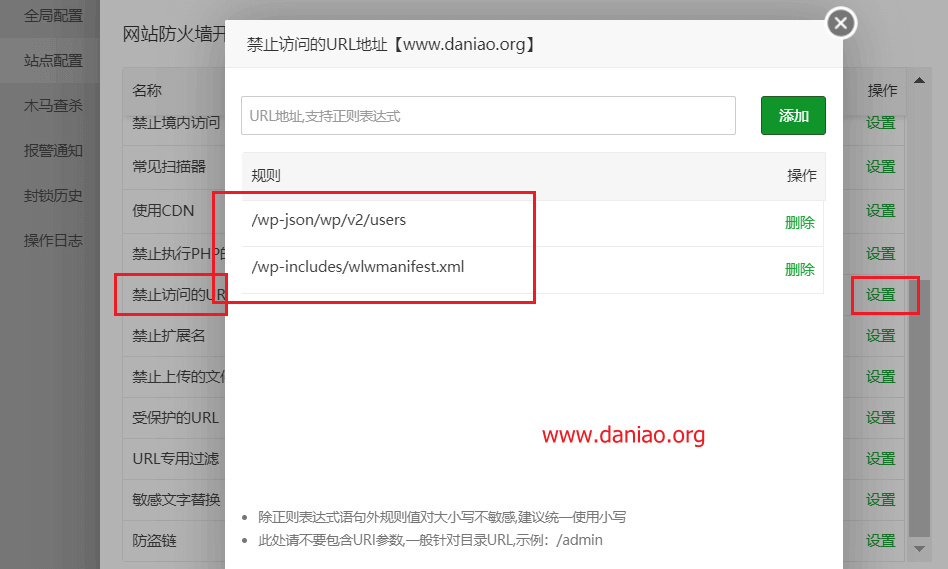 全局配置
站点配置
木马查杀
报警通知
封锁历史
操作日志
网站防火墙开
名称
操作
禁止境内访问
设置
常见扫描器
设置
使用CDN
设置
禁止执行PHP的
设置
禁止访问的UR
设置
禁止扩展名
设置
禁止上传的文件
设置
受保护的URL
设置
URL专用过滤
设置
敏感文字替换
设置
防盗链
设置
禁止访问的URL地址【www.daniao.org】
URL地址,支持正则表达式
添加
规则
操作
/wp-json/wp/v2/users
删除
/wp-includes/wlwmanifest.xml
删除
www.daniao.org
除正则表达式语句外规则值对大小写不敏感,建议统一使用小写
此处请不要包含URI参数,一般针对目录URL,示例：/admin